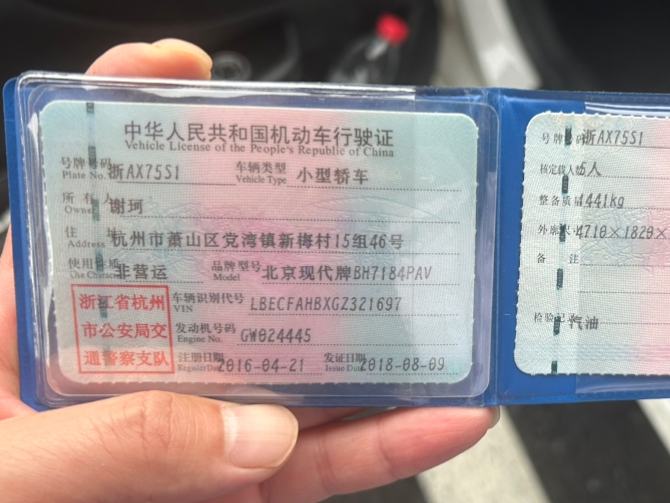 中华人民共和国机动车行驶证
Vehicle License of the People's Republic of China
号牌号码 浙AX75S1 车辆类型 小型轿车
Plate No. Vehicle Type
所有人 谢珂
Owner
住址 杭州市萧山区党湾镇新梅村15组46号
Address
使用性质 非营运 品牌型号 北京现代牌BH7184PAV
Use Character Model
浙江省杭州
市公安局交
通警察支队
车辆识别代号 LBECFAHBXGZ321697
VIN
发动机号码 GW024445
Engine No.
注册日期 2016-04-21 发证日期 2018-08-09
Register Date Issue Date
号牌号码 浙AX75S1
核定载人数 5人
整备质量 1441kg
外廓尺寸 4710×1820×
备注
检验记录 汽油